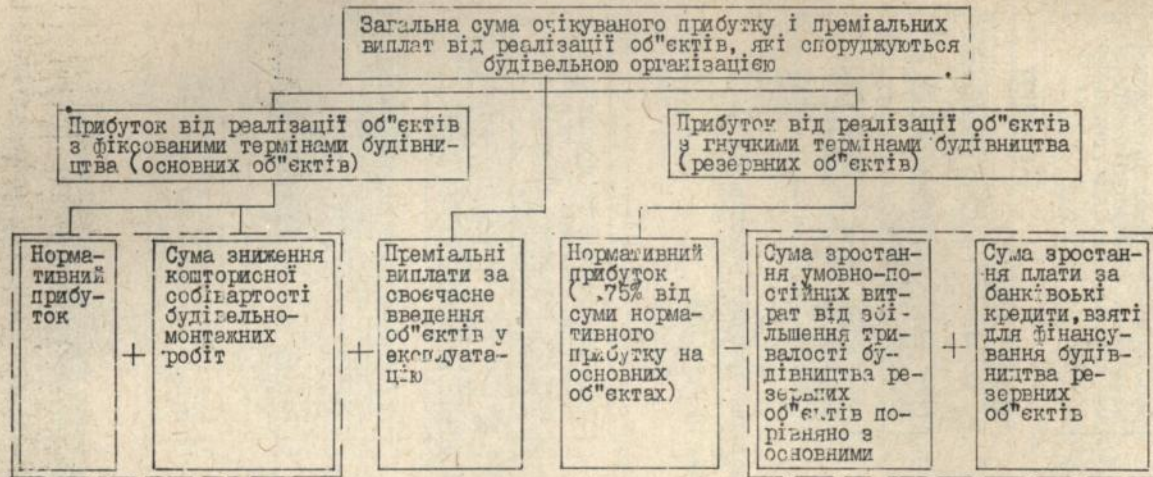 Загальна сума очікуваного прибутку і преміальних
виплат від реалізації об"єктів, які споруджуються
будівельною організацією
Прибуток від реалізації об"єктів
з фіксованими термінами будівни-
цтва (основних об"єктів)
Прибуток від реалізації об"єктів
з гнучкими термінами будівництва
(резервних об"єктів)
Норма-
тивний
прибу-
ток
+
Сума зниження
кошторисної
собівартості
будівельно-
монтажних
робіт
+
Преміальні
виплати за
своєчасне
введення
об"єктів у
експлуата-
цію
Нормативний
прибуток
( .75% від
суми норма-
тивного
прибутку на
основних
об"єктах)
−
Сума зростан-
ня умовно-по-
стійних вит-
рат від збі-
льшення три-
валості бу-
дівництва ре-
зервних
об"єктів по-
рівняно з
основними
+
Сума зростан-
ня плати за
банківські
кредити, взяті
для фінансу-
вання будів-
ництва ре-
зервних
об"єктів